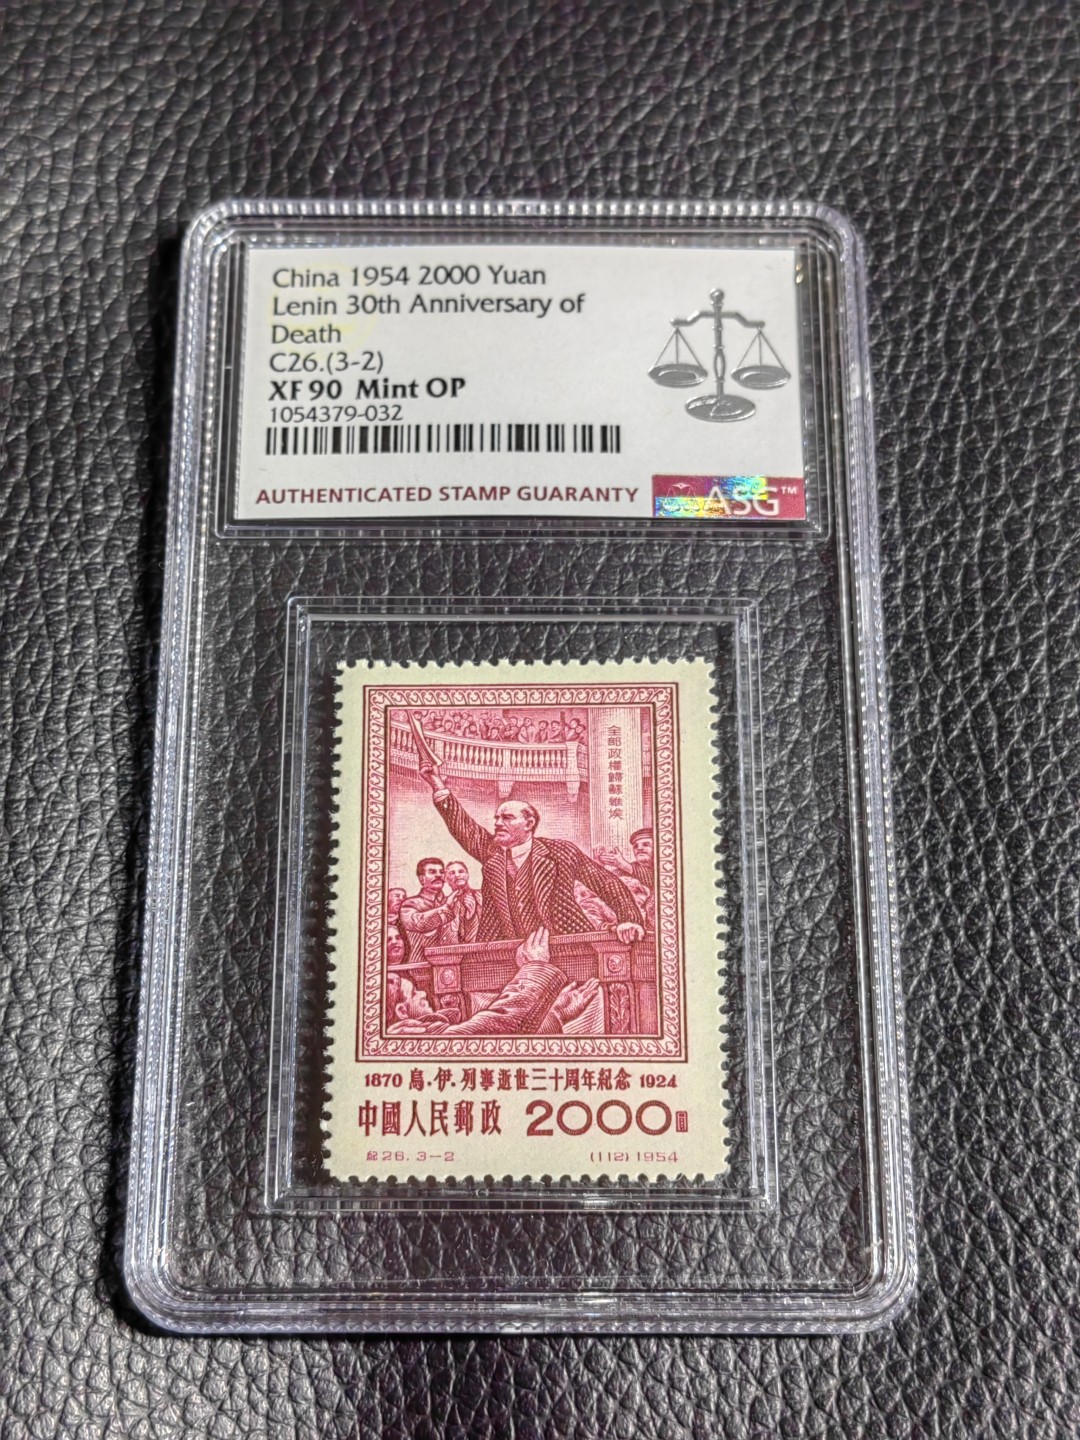 China 1954 2000 Yuan
Lenin 30th Anniversary of
Death
C26.(3-2)
XF 90 Mint OP
1054379-032
AUTHENTICATED STAMP GUARANTY
ASG™
全部政權歸蘇維埃
1870 烏·伊·列寧逝世三十周年紀念 1924
中國人民郵政 2000圓
紀26.3-2 (112) 1954